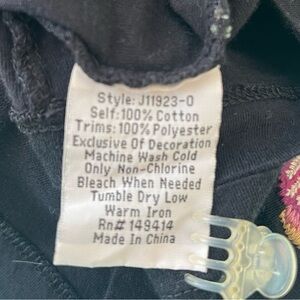 Style: J11923-0
Self:100% Cotton
Trims:100% Polyester
Exclusive Of Decoration
Machine Wash Cold
Only Non-Chlorine
Bleach When Needed
Tumble Dry Low
Warm Iron
Rn# 149414
Made In China